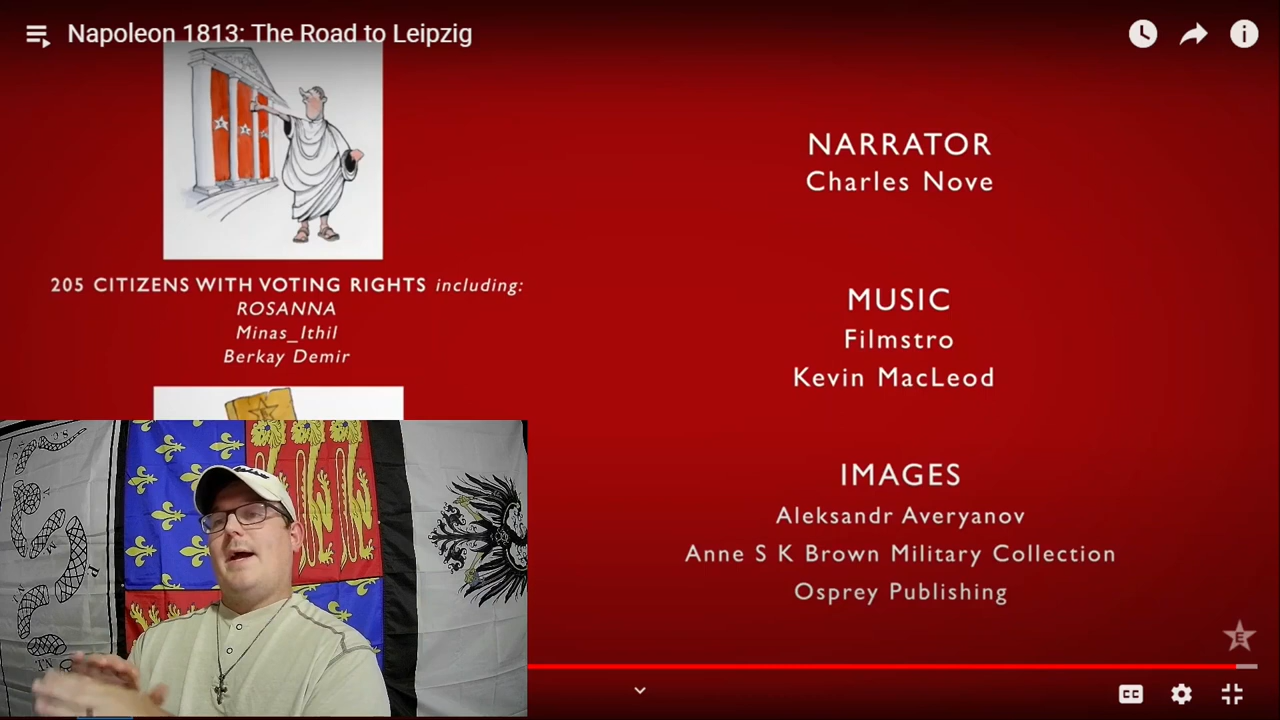 Napoleon 1813: The Road to Leipzig
205 CITIZENS WITH VOTING RIGHTS including:
ROSANNA
Minas_Ithil
Berkay Demir
NARRATOR
Charles Nove
MUSIC
Filmstro
Kevin MacLeod
IMAGES
Aleksandr Averyanov
Anne S K Brown Military Collection
Osprey Publishing
E
CC